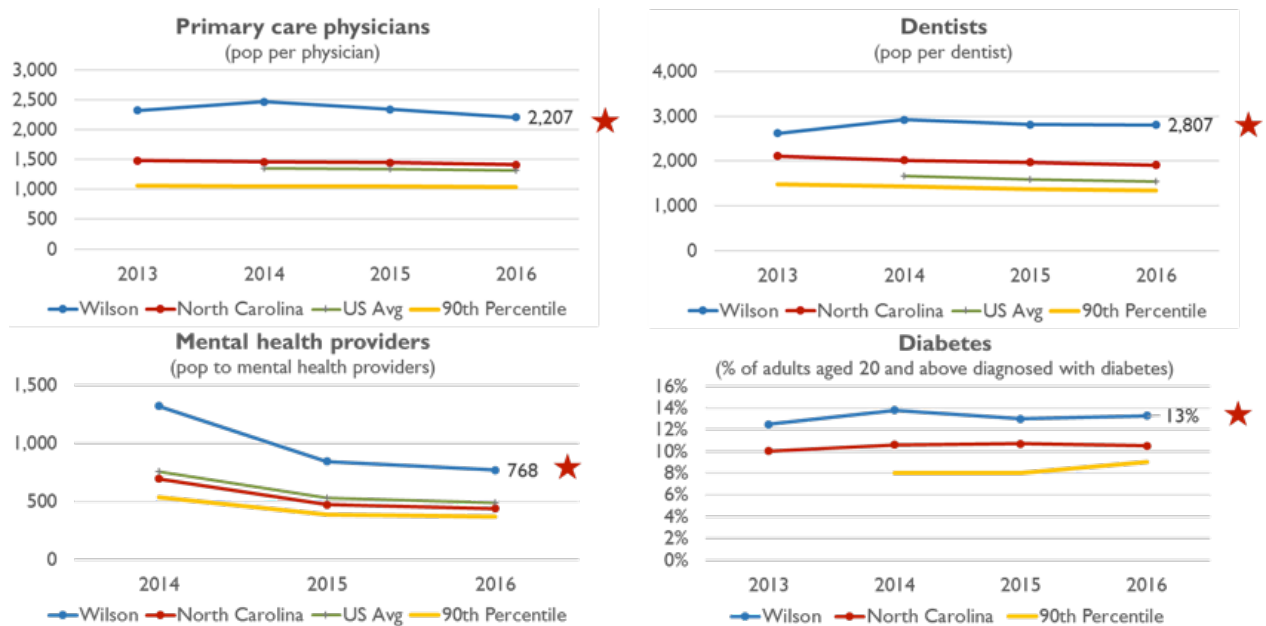 Primary care physicians
(pop per physician)
3,000
2,500
2,000
1,500
1,000
500
0
2,207
2013 2014 2015 2016
Wilson North Carolina US Avg 90th Percentile
Dentists
(pop per dentist)
4,000
3,000
2,000
1,000
0
2,807
2013 2014 2015 2016
Wilson North Carolina US Avg 90th Percentile
Mental health providers
(pop to mental health providers)
1,500
1,000
500
0
768
2014 2015 2016
Wilson North Carolina US Avg 90th Percentile
Diabetes
(% of adults aged 20 and above diagnosed with diabetes)
16%
14%
12%
10%
8%
6%
4%
2%
0%
13%
2013 2014 2015 2016
Wilson North Carolina 90th Percentile